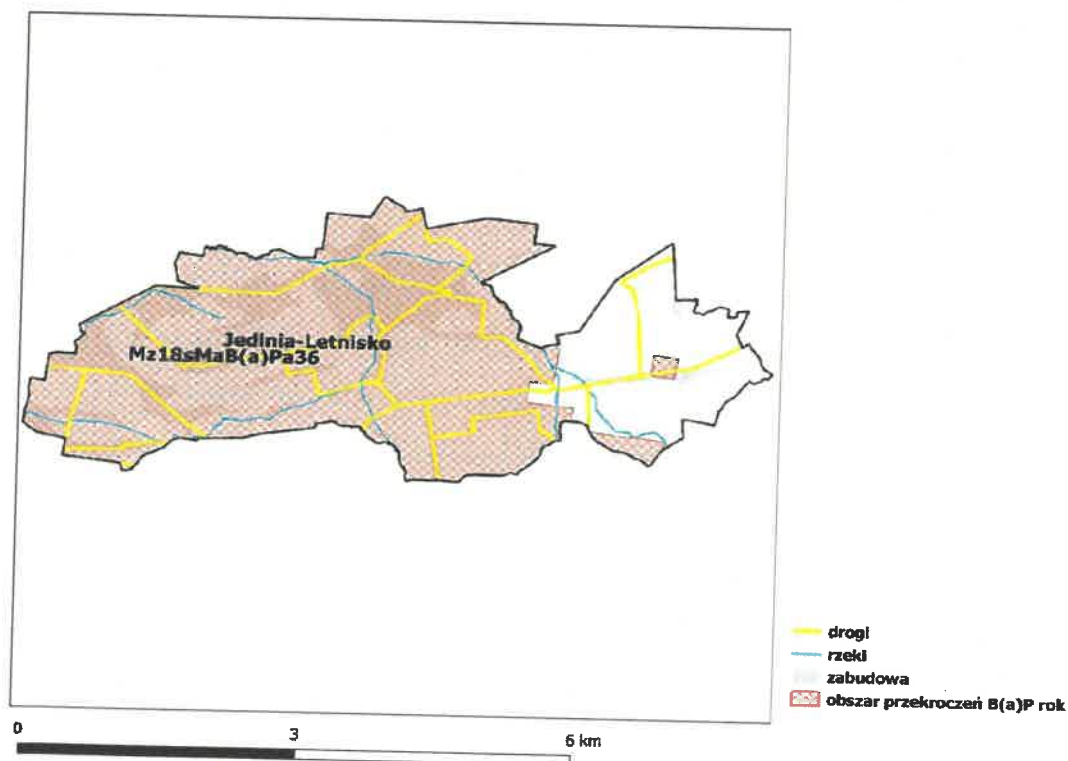 Jedlnia-Letnisko
Mz18sMaB(a)Pa36
drogi
rzeki
zabudowa
obszar przekroczeń B(a)P rok
0
3
6 km